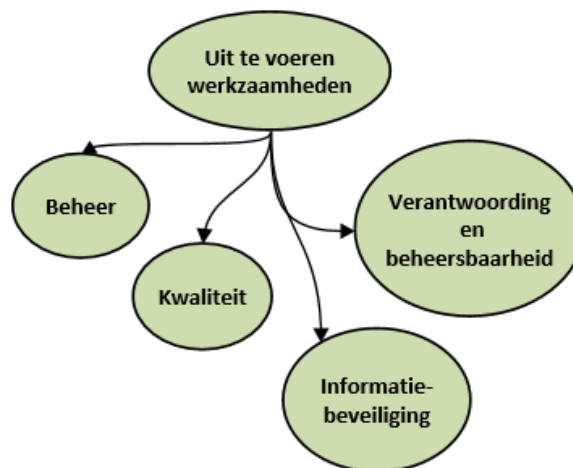 Uit te voeren
werkzaamheden
Beheer
Verantwoording
en
beheersbaarheid
Kwaliteit
Informatie-
beveiliging